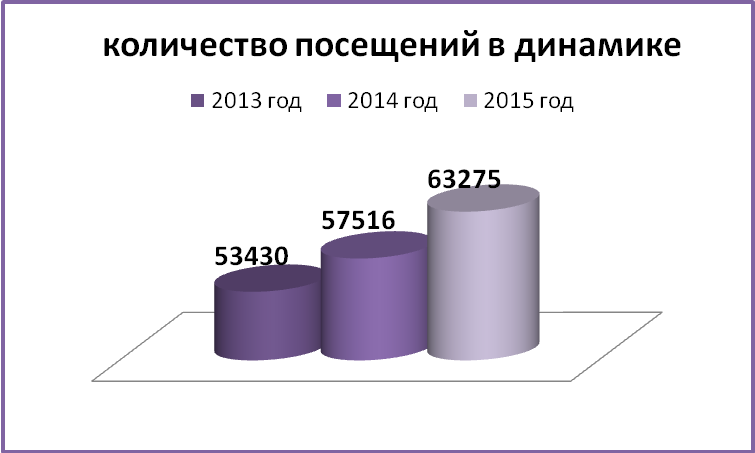 количество посещений в динамике
2013 год 2014 год 2015 год
63275
57516
53430